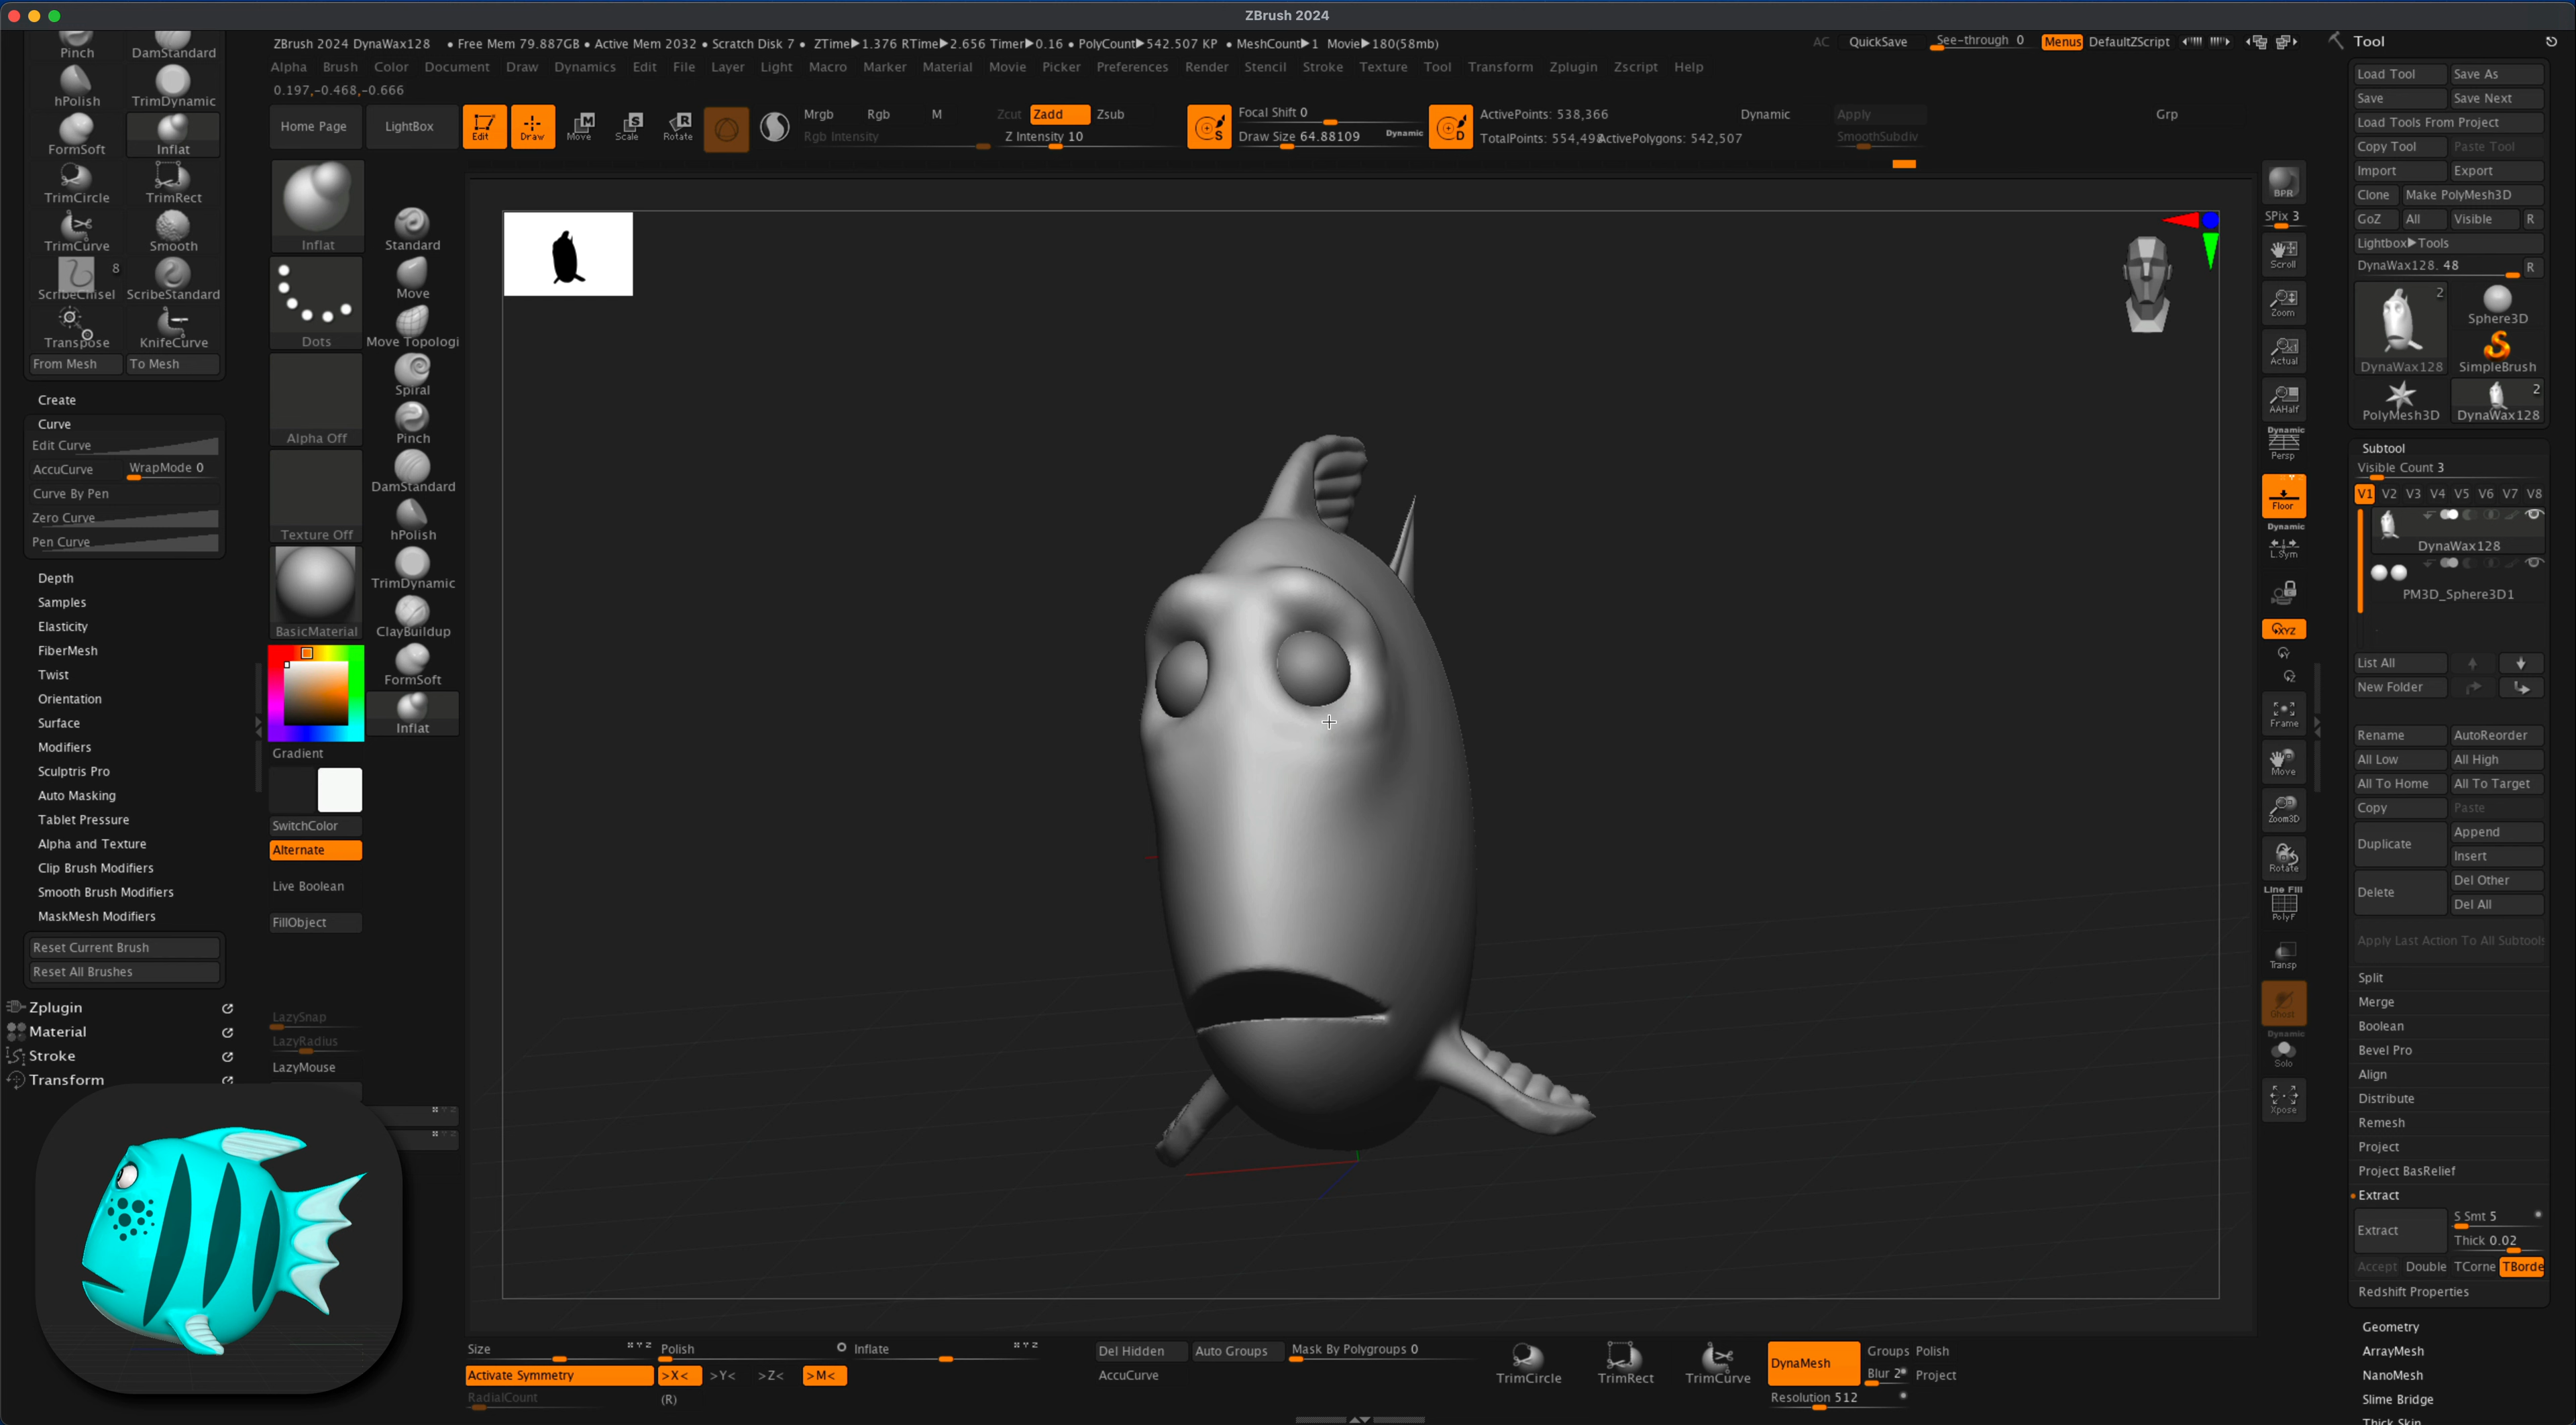 ZBrush 2024
ZBrush 2024 DynaWax128 • Free Mem 79.887GB • Active Mem 2032 • Scratch Disk 7 • ZTime▶1.376 RTime▶2.656 Timer▶0.16 • PolyCount▶542.507 KP • MeshCount▶1 Movie▶180(58mb)
AC QuickSave See-through 0 Menus DefaultZScript
Alpha Brush Color Document Draw Dynamics Edit File Layer Light Macro Marker Material Movie Picker Preferences Render Stencil Stroke Texture Tool Transform Zplugin Zscript Help
0.197,-0.468,-0.666
Home Page LightBox Edit Draw Move Scale Rotate
M S R
Mrgb Rgb M
Rgb Intensity
Zcut Zadd Zsub
Z Intensity 10
S
Focal Shift 0
Draw Size 64.88109 Dynamic
D
ActivePoints: 538,366
TotalPoints: 554,498
ActivePolygons: 542,507
Dynamic
Apply
SmoothSubdiv
Grp
Pinch DamStandard
hPolish TrimDynamic
FormSoft Inflat
TrimCircle TrimRect
TrimCurve Smooth
8
ScribeChisel ScribeStandard
Transpose KnifeCurve
From Mesh To Mesh
Create
Curve
Edit Curve
AccuCurve WrapMode 0
Curve By Pen
Zero Curve
Pen Curve
Depth
Samples
Elasticity
FiberMesh
Twist
Orientation
Surface
Modifiers
Sculptris Pro
Auto Masking
Tablet Pressure
Alpha and Texture
Clip Brush Modifiers
Smooth Brush Modifiers
MaskMesh Modifiers
Reset Current Brush
Reset All Brushes
Zplugin
Material
Stroke
Transform
Inflat
Dots
Alpha Off
Texture Off
BasicMaterial
Gradient
SwitchColor
Alternate
Live Boolean
FillObject
LazySnap
LazyRadius
LazyMouse
Standard
Move
Move Topologi
Spiral
Pinch
DamStandard
hPolish
TrimDynamic
ClayBuildup
FormSoft
Inflat
BPR
SPix 3
Scroll
Zoom
Actual
AAHalf
Dynamic
Persp
Floor
Dynamic
L.Sym
XYZ
Y
Z
Frame
Move
Zoom3D
Rotate
Line Fill
PolyF
Transp
Ghost
Dynamic
Solo
Xpose
Tool
Load Tool Save As
Save Save Next
Load Tools From Project
Copy Tool Paste Tool
Import Export
Clone Make PolyMesh3D
GoZ All Visible R
Lightbox▶Tools
DynaWax128. 48 R
2
Sphere3D
DynaWax128 SimpleBrush
2
PolyMesh3D DynaWax128
Subtool
Visible Count 3
V1 V2 V3 V4 V5 V6 V7 V8
DynaWax128
PM3D_Sphere3D1
List All
New Folder
Rename AutoReorder
All Low All High
All To Home All To Target
Copy Paste
Duplicate Append
Insert
Delete Del Other
Del All
Apply Last Action To All Subtools
Split
Merge
Boolean
Bevel Pro
Align
Distribute
Remesh
Project
Project BasRelief
Extract
Extract S Smt 5
Thick 0.02
Accept Double TCorne TBorde
Redshift Properties
Geometry
ArrayMesh
NanoMesh
Slime Bridge
Thick Skin
Size Polish Inflate
Activate Symmetry >X< >Y< >Z< >M<
RadialCount (R)
Del Hidden Auto Groups Mask By Polygroups 0
AccuCurve
TrimCircle TrimRect TrimCurve
DynaMesh Groups Polish
Blur 2 Project
Resolution 512